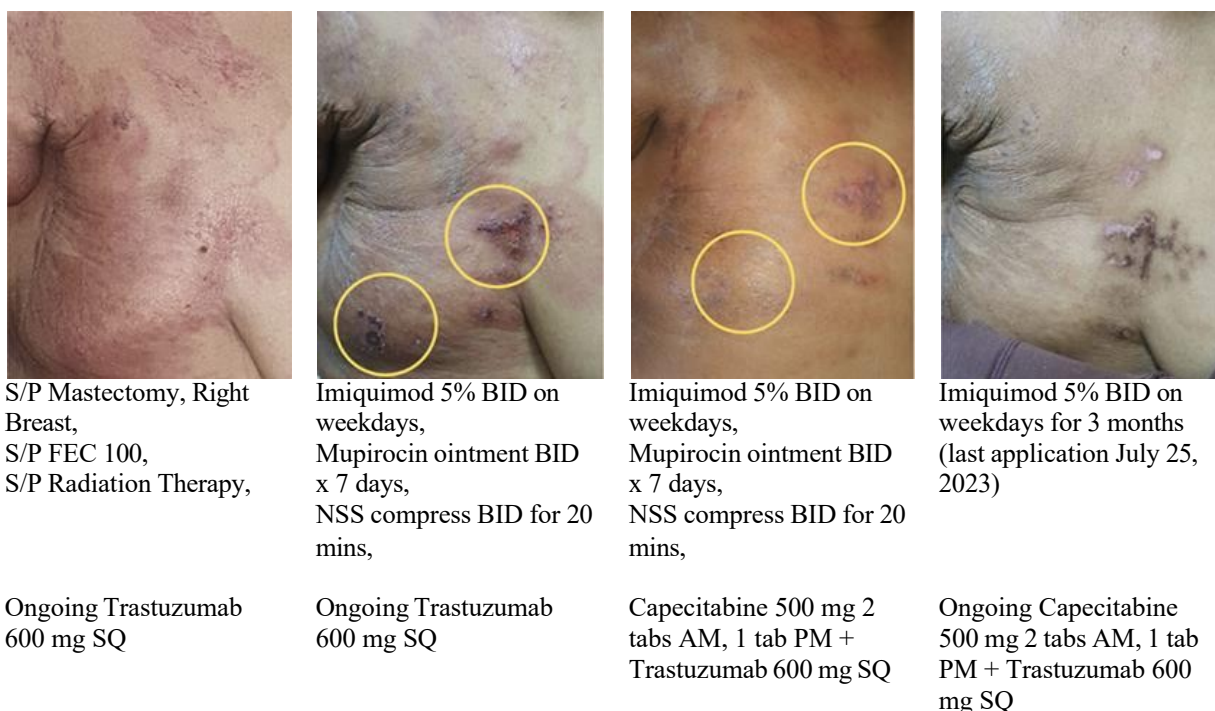 S/P Mastectomy, Right
Breast,
S/P FEC 100,
S/P Radiation Therapy,
Ongoing Trastuzumab
600 mg SQ
Imiquimod 5% BID on
weekdays,
Mupirocin ointment BID
x 7 days,
NSS compress BID for 20
mins,
Ongoing Trastuzumab
600 mg SQ
Imiquimod 5% BID on
weekdays,
Mupirocin ointment BID
x 7 days,
NSS compress BID for 20
mins,
Capecitabine 500 mg 2
tabs AM, 1 tab PM +
Trastuzumab 600 mg SQ
Imiquimod 5% BID on
weekdays for 3 months
(last application July 25,
2023)
Ongoing Capecitabine
500 mg 2 tabs AM, 1 tab
PM + Trastuzumab 600
mg SQ